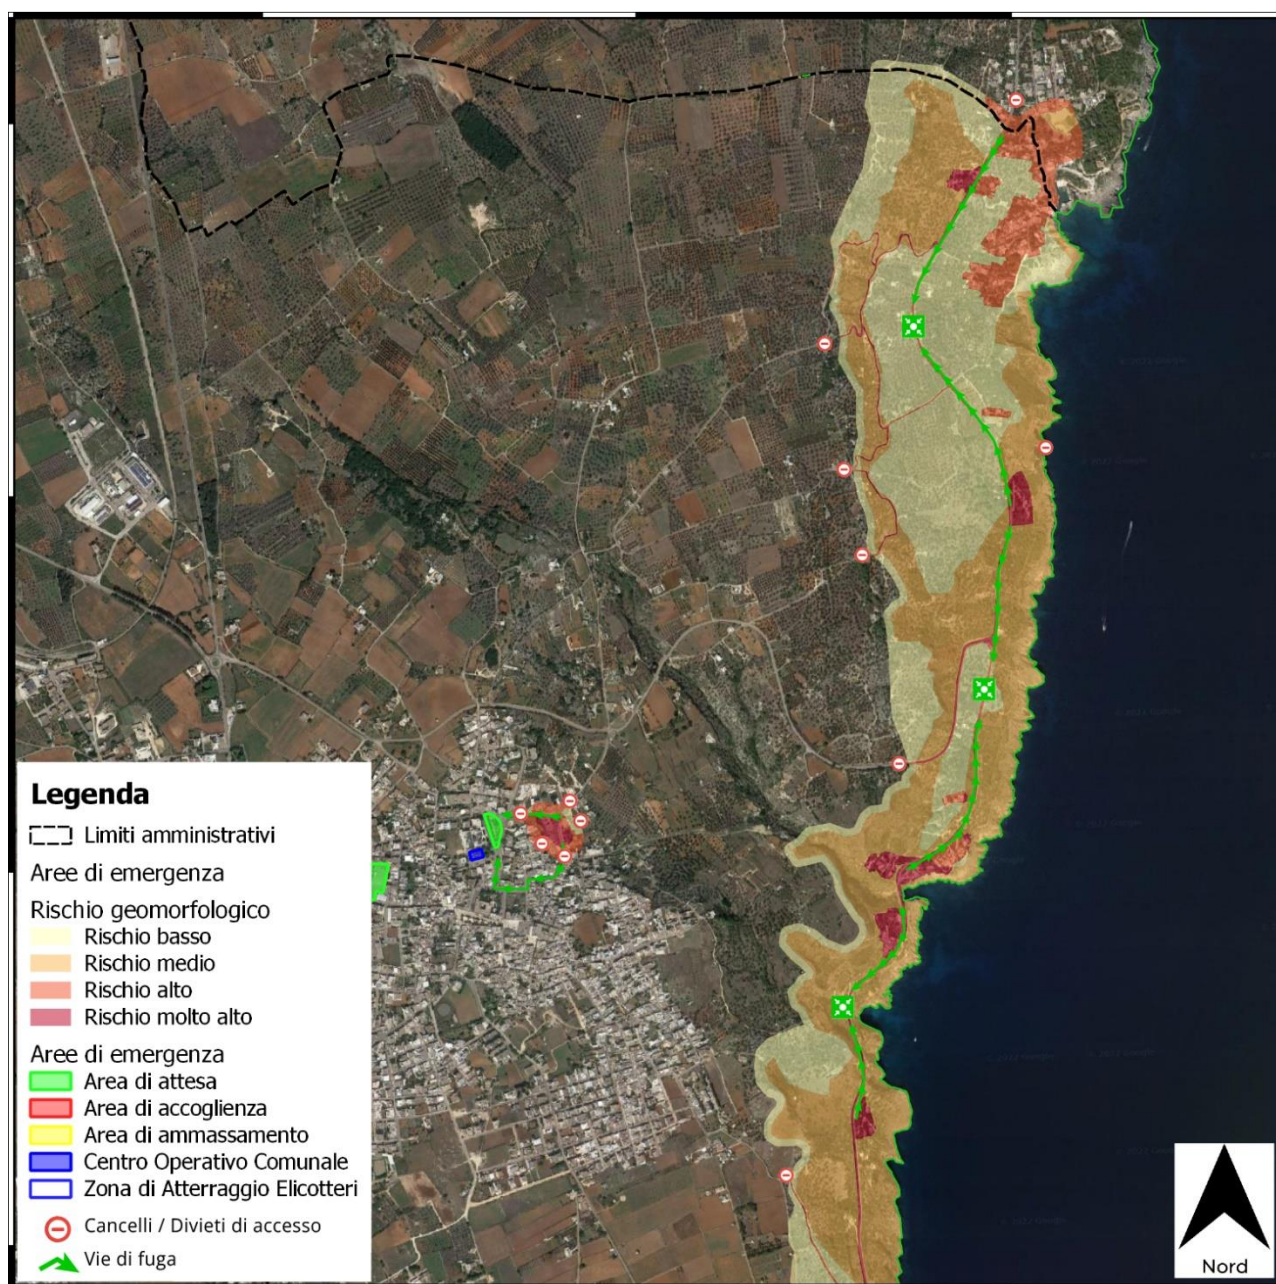 Legenda
Limiti amministrativi
Aree di emergenza
Rischio geomorfologico
Rischio basso
Rischio medio
Rischio alto
Rischio molto alto
Aree di emergenza
Area di attesa
Area di accoglienza
Area di ammassamento
Centro Operativo Comunale
Zona di Atterraggio Elicotteri
Cancelli / Divieti di accesso
Vie di fuga
Nord